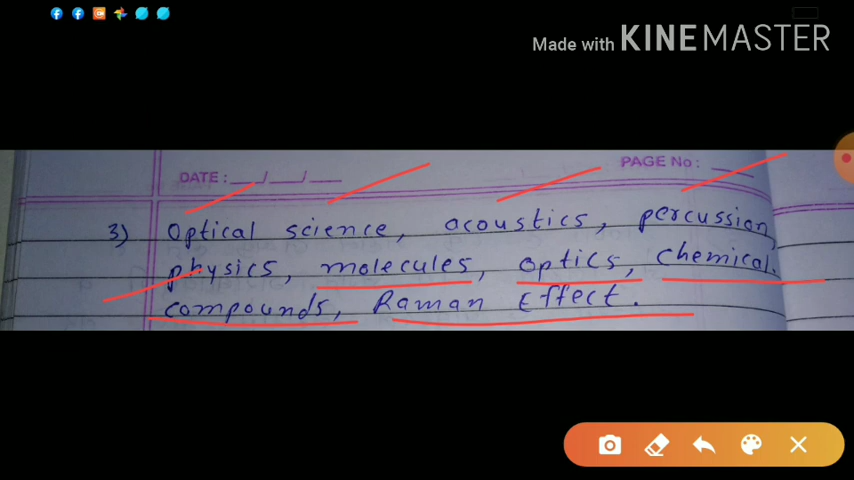 Made with KINEMASTER
DATE: __/__/__
PAGE No: __
3) Optical science, acoustics, percussion,
physics, molecules, optics, chemical.
compounds, Raman Effect.